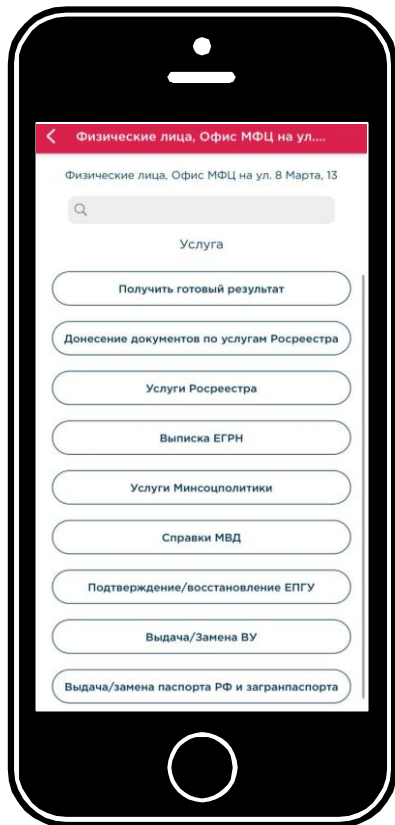 Физические лица, Офис МФЦ на ул....
Физические лица, Офис МФЦ на ул. 8 Марта, 13
Услуга
Получить готовый результат
Донесение документов по услугам Росреестра
Услуги Росреестра
Выписка ЕГРН
Услуги Минсоцполитики
Справки МВД
Подтверждение/восстановление ЕПГУ
Выдача/Замена ВУ
Выдача/замена паспорта РФ и загранпаспорта